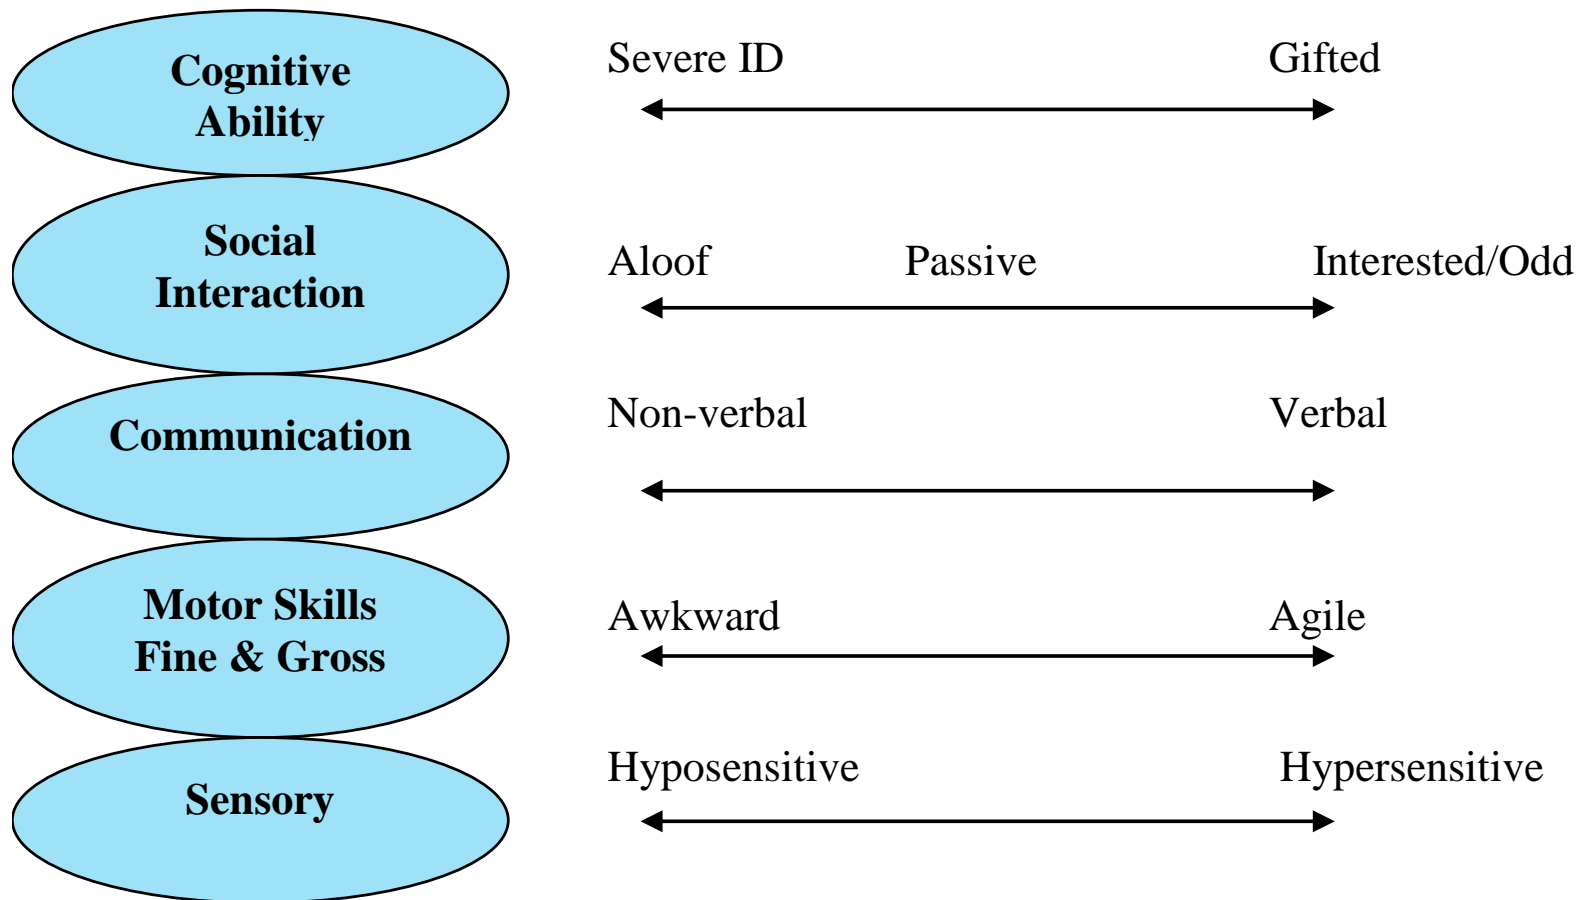 Cognitive
Ability
Severe ID Gifted
Social
Interaction
Aloof Passive Interested/Odd
Communication
Non-verbal Verbal
Motor Skills
Fine & Gross
Awkward Agile
Sensory
Hyposensitive Hypersensitive